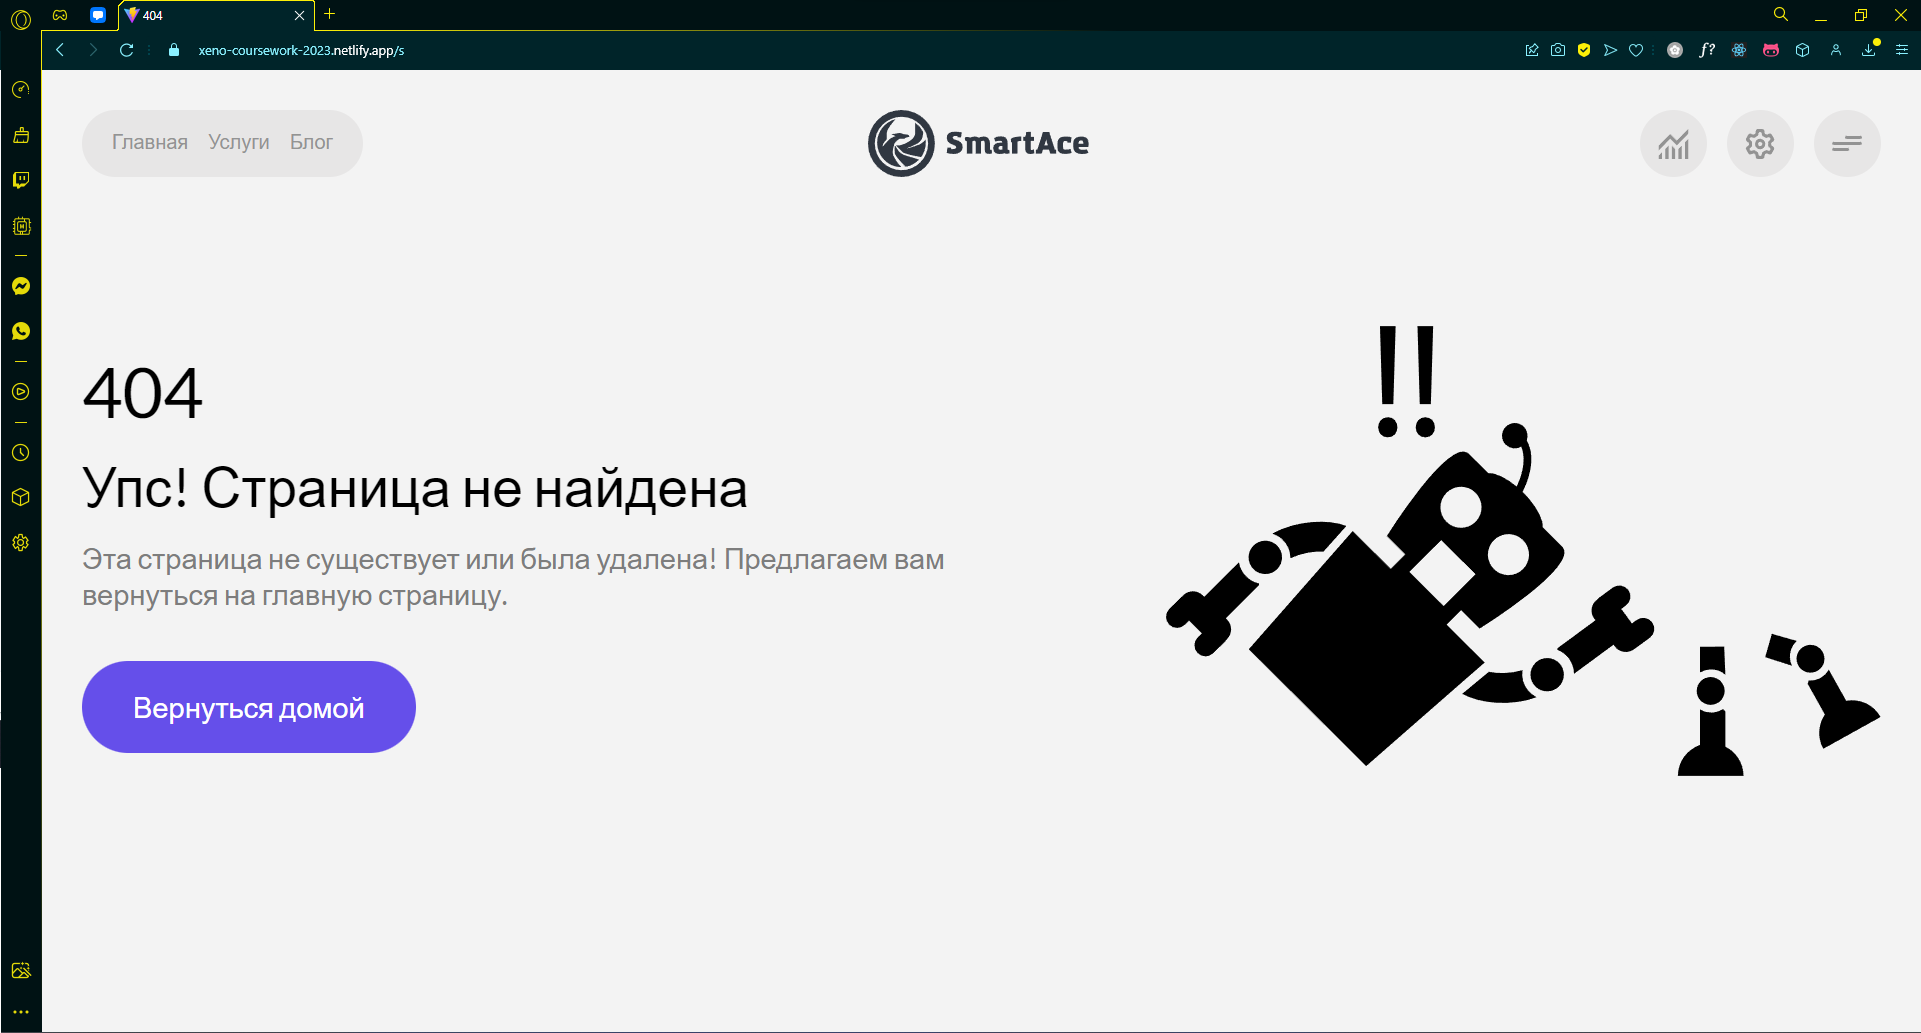 404
xeno-coursework-2023.netlify.app/s
f?
Главная Услуги Блог
SmartAce
!!
404
Упс! Страница не найдена
Эта страница не существует или была удалена! Предлагаем вам
вернуться на главную страницу.
Вернуться домой